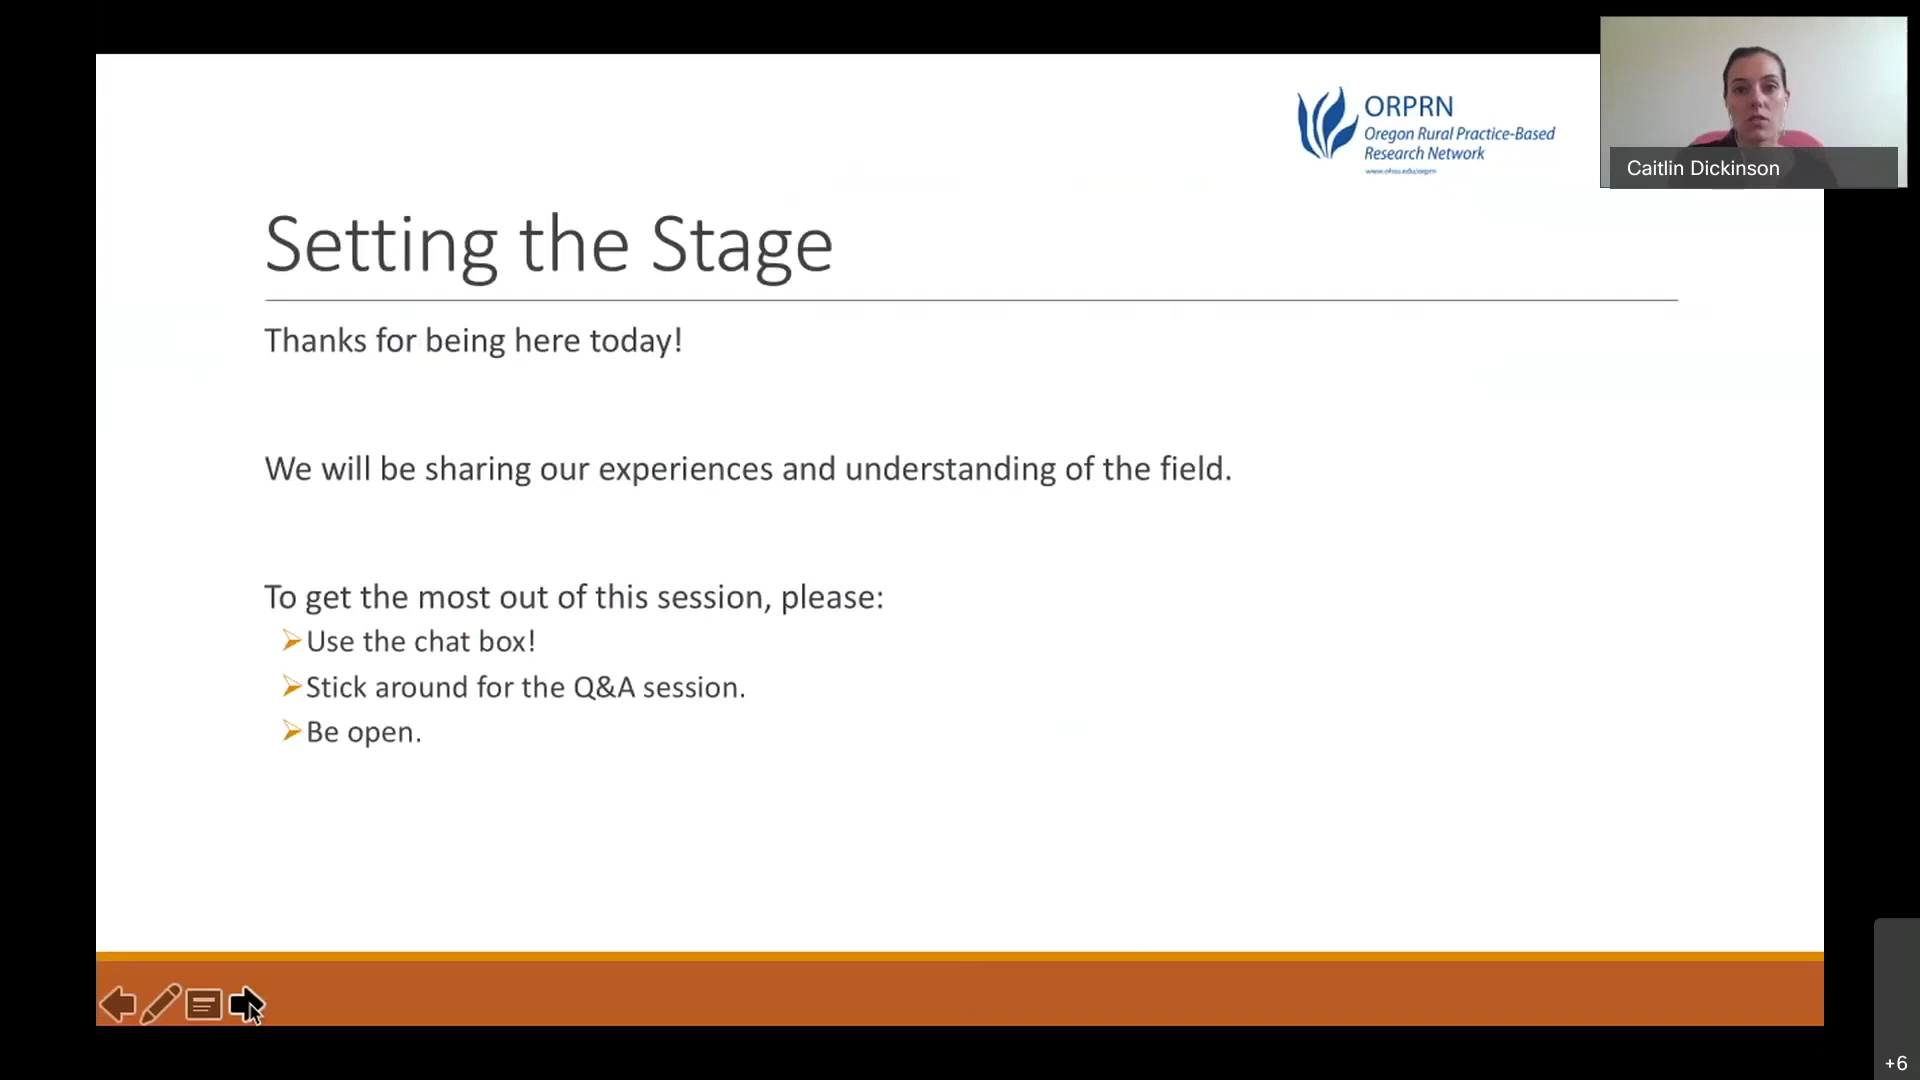 ORPRN
Oregon Rural Practice-Based
Research Network
www.ohsu.edu/orprn
Caitlin Dickinson
Setting the Stage
Thanks for being here today!
We will be sharing our experiences and understanding of the field.
To get the most out of this session, please:
Use the chat box!
Stick around for the Q&A session.
Be open.
+6